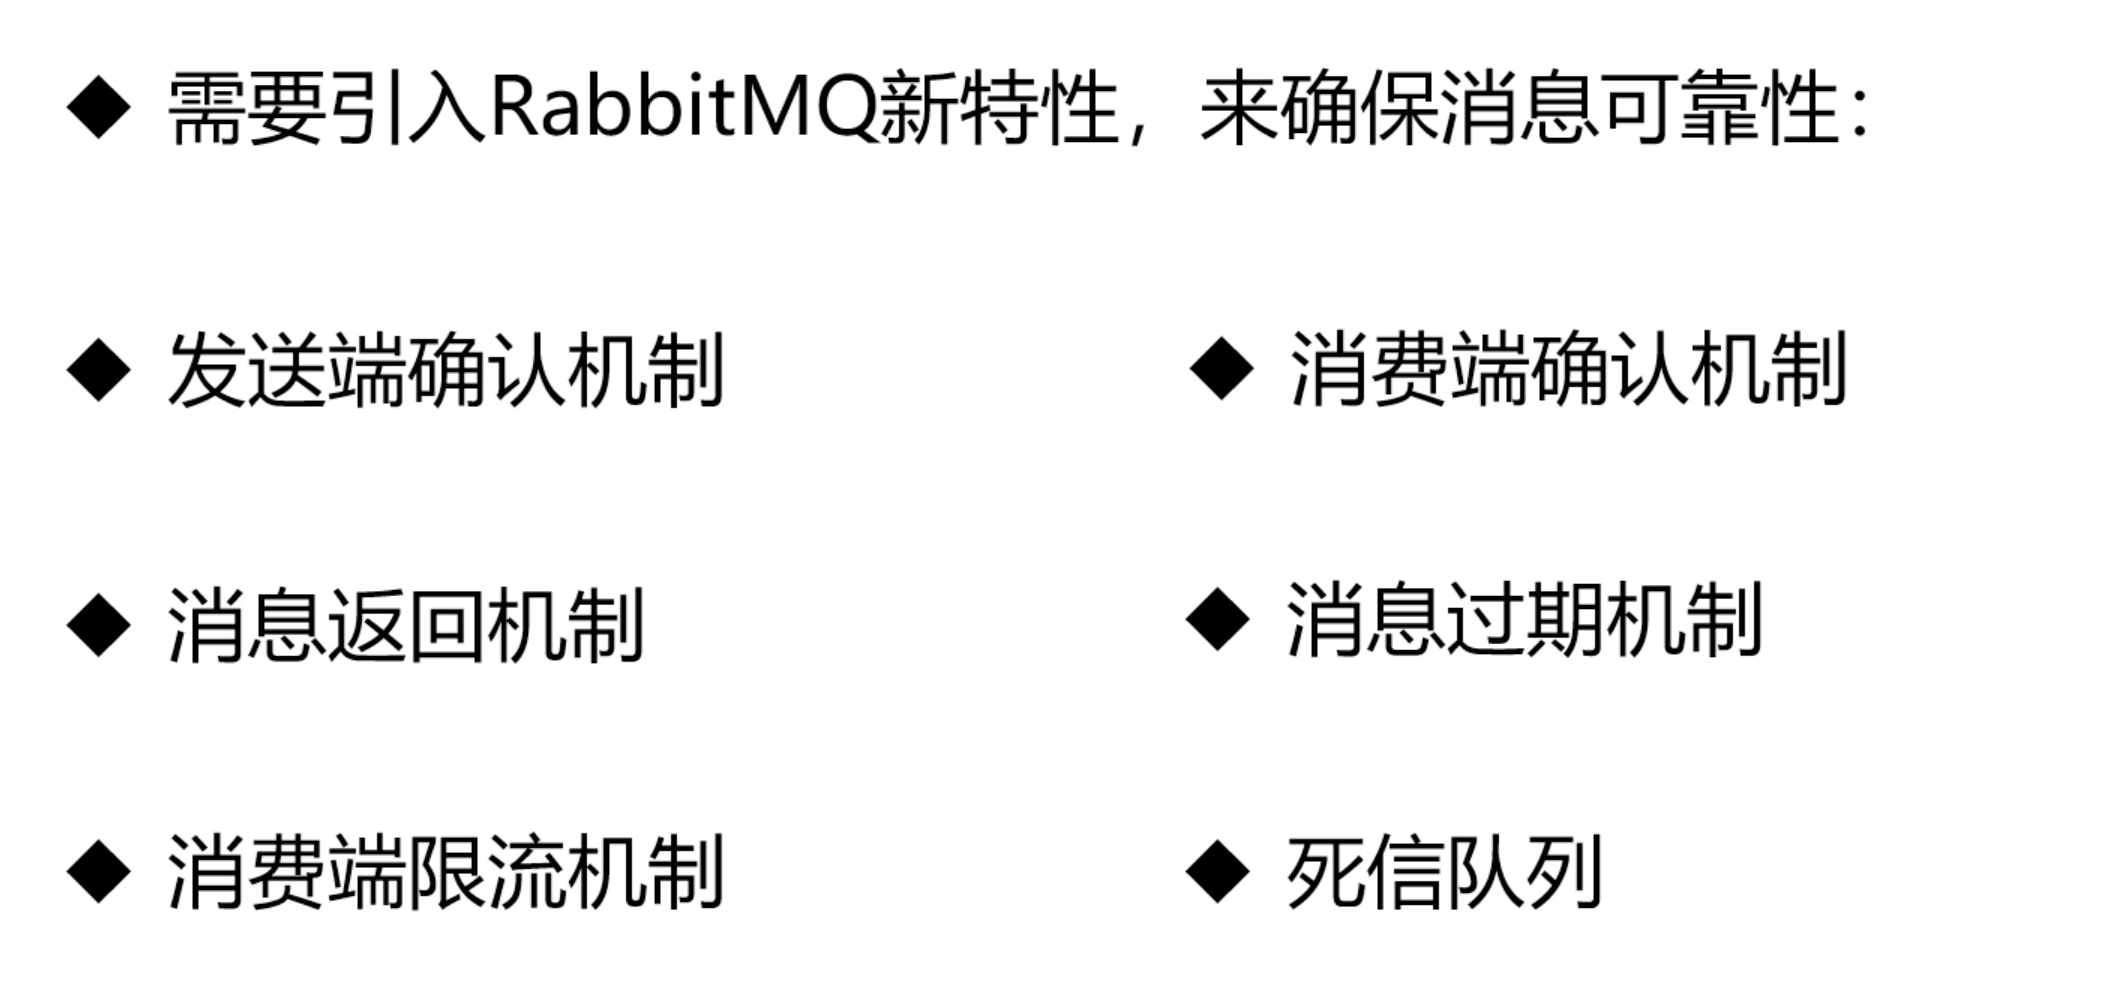 ◆ 需要引入RabbitMQ新特性，来确保消息可靠性：
◆ 发送端确认机制
◆ 消费端确认机制
◆ 消息返回机制
◆ 消息过期机制
◆ 消费端限流机制
◆ 死信队列